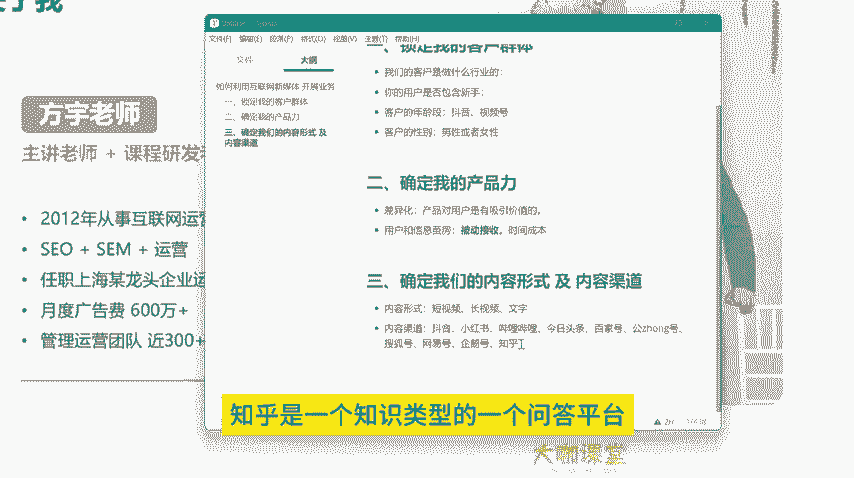 方宇老师
主讲老师 + 课程研发
2012年从事互联网运营
SEO + SEM + 运营
任职上海某龙头企业运
月度广告费 600万+
管理运营团队 近300+
文件(F) 编辑(E) 段落(P) 格式(O) 视图(V) 主题(T) 帮助(H)
文件 大纲
如何利用互联网新媒体 开展业务
一、锁定我的客户群体
二、确定我的产品力
三、确定我们的内容形式 及
内容渠道
一、锁定我的客户群体
我们的客户是做什么行业的；
你的用户是否包含新手；
客户的年龄段：抖音、视频号
客户的性别：男性或者女性
二、确定我的产品力
差异化：产品对用户是有吸引价值的，
用户和信息茧房：被动接收，时间成本
三、确定我们的内容形式 及 内容渠道
内容形式：短视频、长视频、文字
内容渠道：抖音、小红书、哔哩哔哩、今日头条、百家号、公zhong号、
搜狐号、网易号、企鹅号、知乎
知乎是一个知识类型的一个问答平台